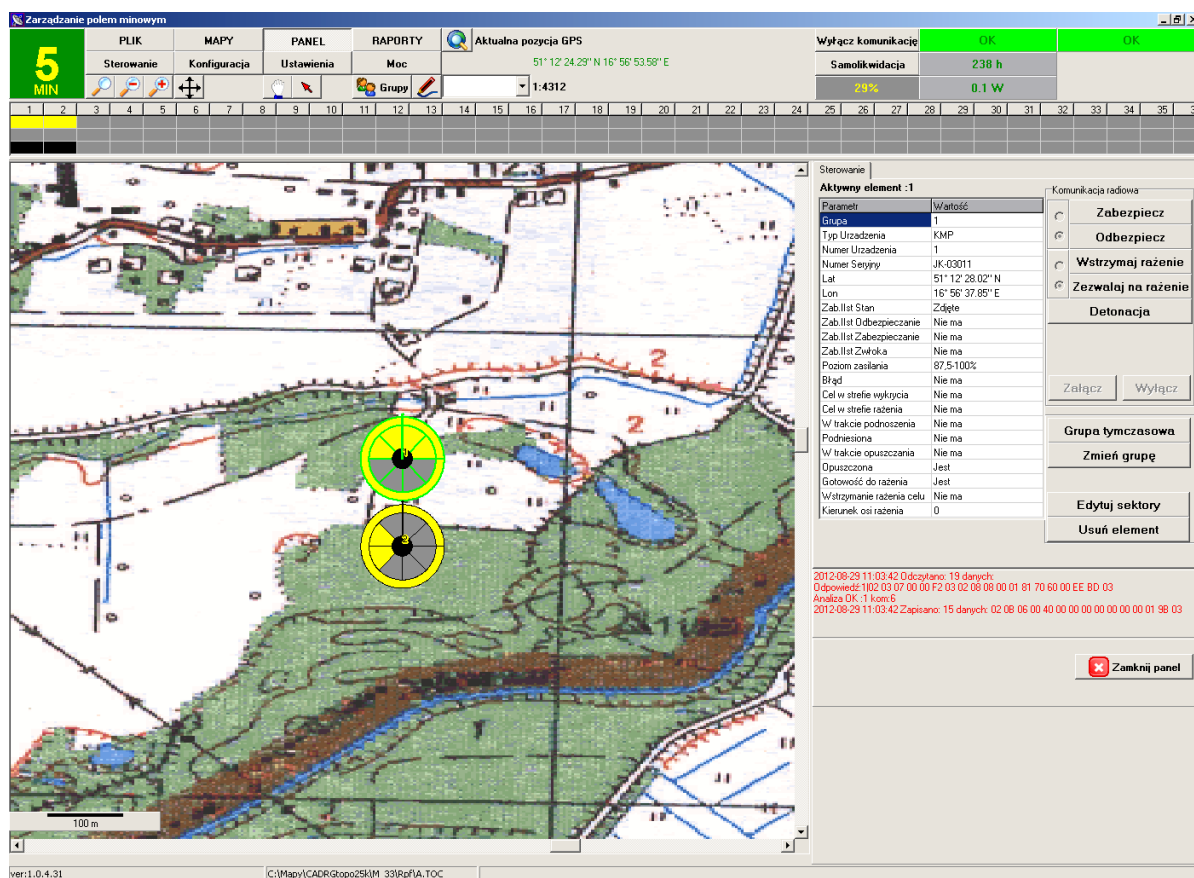 Zarządzanie polem minowym
5
MIN
PLIK MAPY PANEL RAPORTY
Sterowanie Konfiguracja Ustawienia Moc
Grupy
Aktualna pozycja GPS
51° 12' 24.29" N 16° 56' 53.58" E
1:4312
Wyłącz komunikację OK OK
Samolikwidacja 238 h
29% 0.1 W
1 2 3 4 5 6 7 8 9 10 11 12 13 14 15 16 17 18 19 20 21 22 23 24 25 26 27 28 29 30 31 32 33 34 35
2
2
1
3
100 m
Sterowanie
Aktywny element :1
Parametr Wartość
Grupa 1
Typ Urzadzenia KMP
Numer Urzadzenia 1
Numer Seryjny JK-03011
Lat 51° 12' 28.02" N
Lon 16° 56' 37.85" E
Zab.IIst Stan Zdjęte
Zab.IIst Odbezpieczanie Nie ma
Zab.IIst Zabezpieczanie Nie ma
Zab.IIst Zwłoka Nie ma
Poziom zasilania 87,5-100%
Błąd Nie ma
Cel w strefie wykrycia Nie ma
Cel w strefie rażenia Nie ma
W trakcie podnoszenia Nie ma
Podniesiona Nie ma
W trakcie opuszczania Nie ma
Opuszczona Jest
Gotowość do rażenia Jest
Wstrzymanie rażenia celu Nie ma
Kierunek osi rażenia 0
Komunikacja radiowa
Zabezpiecz
Odbezpiecz
Wstrzymaj rażenie
Zezwalaj na rażenie
Detonacja
Załącz Wyłącz
Grupa tymczasowa
Zmień grupę
Edytuj sektory
Usuń element
2012-08-29 11:03:42 Odczytano: 19 danych:
Odpowiedź:1|02 03 07 00 00 F2 03 02 08 08 00 01 81 70 60 00 EE BD 03
Analiza OK :1 kom:6
2012-08-29 11:03:42 Zapisano: 15 danych: 02 0B 06 00 40 00 00 00 00 00 00 00 01 9B 03
Zamknij panel
ver:1.0.4.31 C:\Mapy\CADRGtopo25k\M_33\Rpf\A.TOC